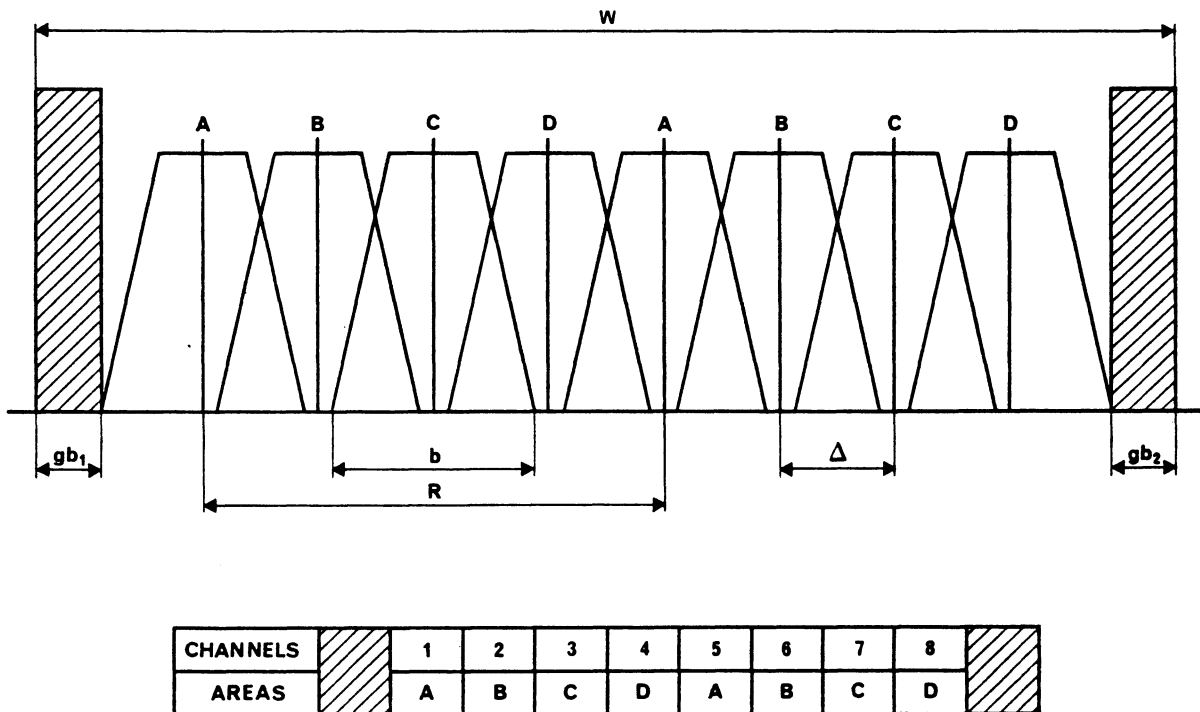 W
A B C D A B C D
gb₁ b Δ gb₂
R
CHANNELS 1 2 3 4 5 6 7 8
AREAS A B C D A B C D